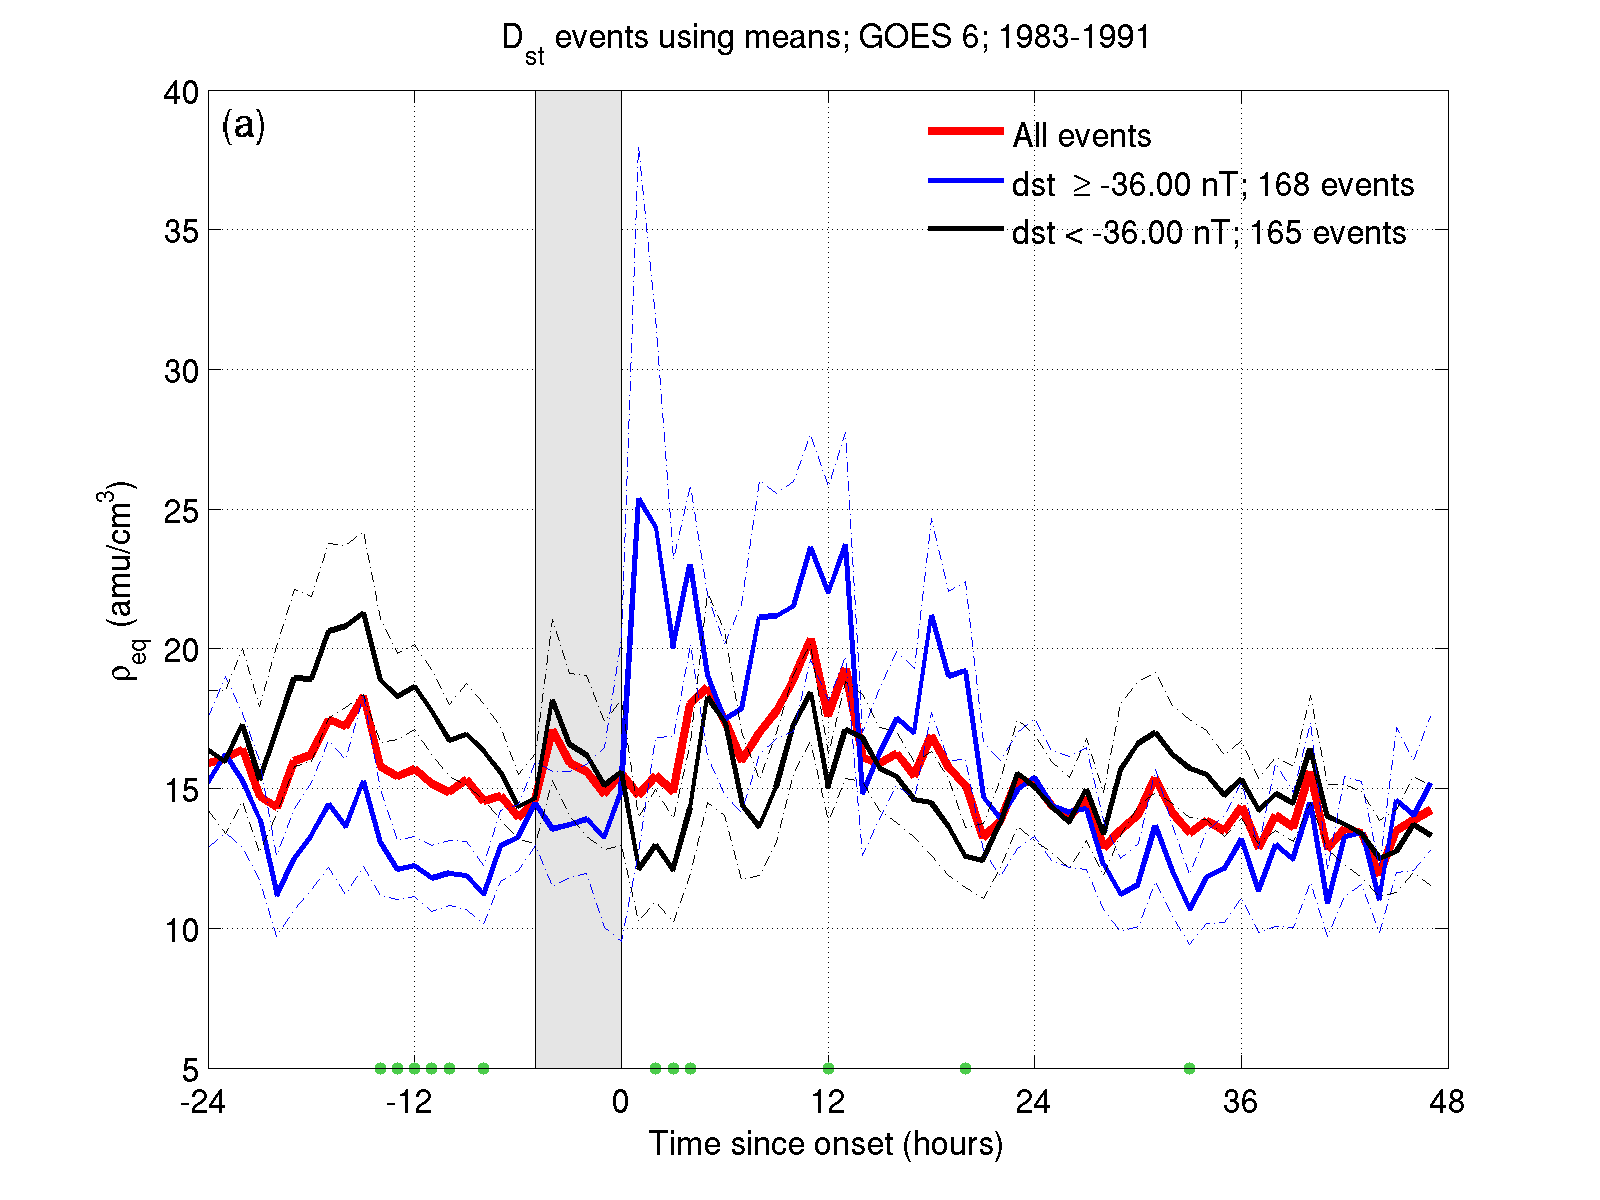 D_st events using means; GOES 6; 1983-1991
(a)
All events
dst ≥ -36.00 nT; 168 events
dst < -36.00 nT; 165 events
40
35
30
25
20
15
10
5
ρ_eq (amu/cm³)
-24 -12 0 12 24 36 48
Time since onset (hours)